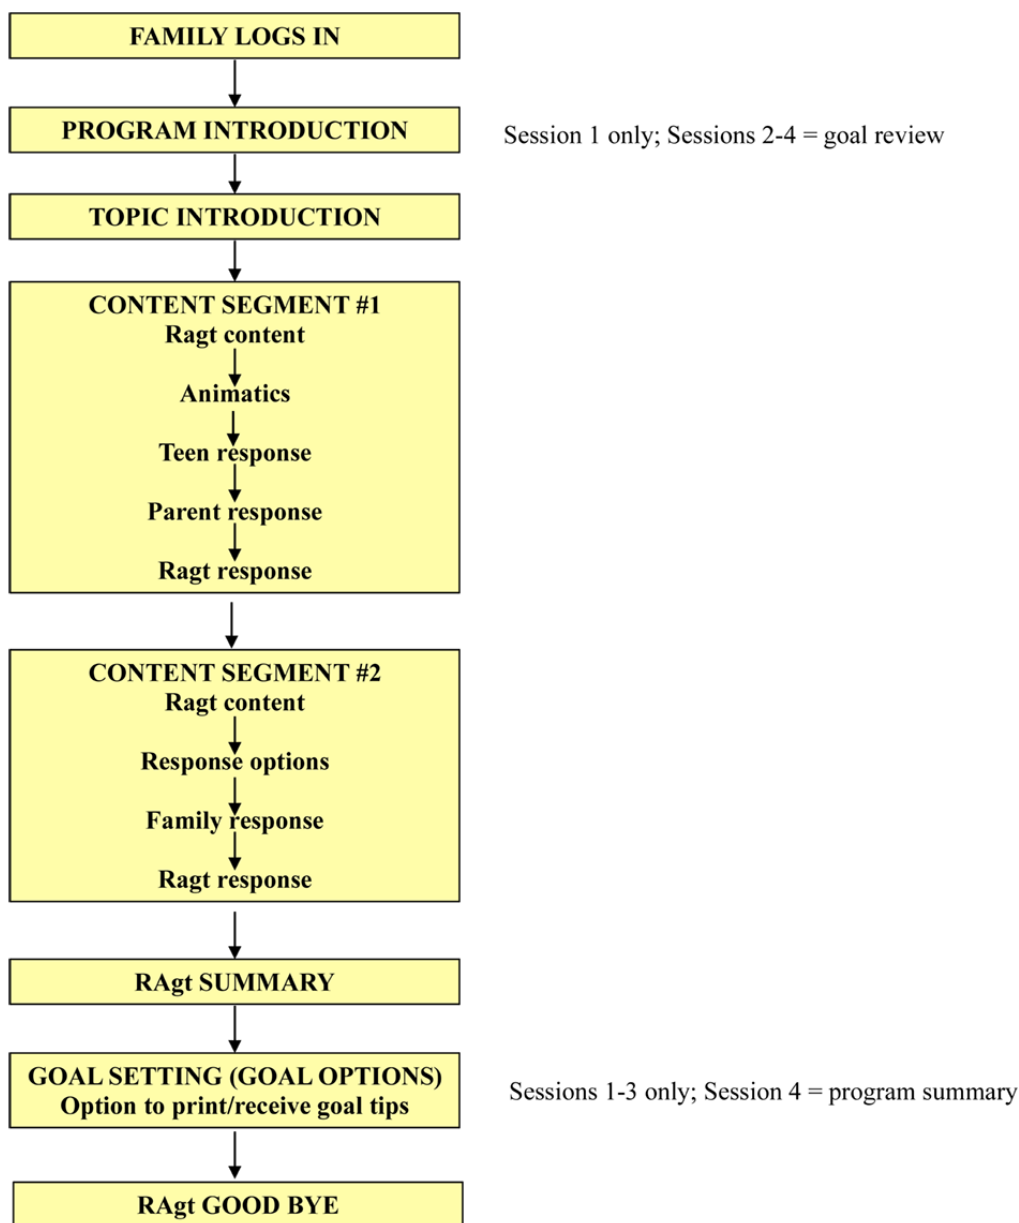 FAMILY LOGS IN
PROGRAM INTRODUCTION
Session 1 only; Sessions 2-4 = goal review
TOPIC INTRODUCTION
CONTENT SEGMENT #1
Ragt content
Animatics
Teen response
Parent response
Ragt response
CONTENT SEGMENT #2
Ragt content
Response options
Family response
Ragt response
RAgt SUMMARY
GOAL SETTING (GOAL OPTIONS)
Option to print/receive goal tips
Sessions 1-3 only; Session 4 = program summary
RAgt GOOD BYE